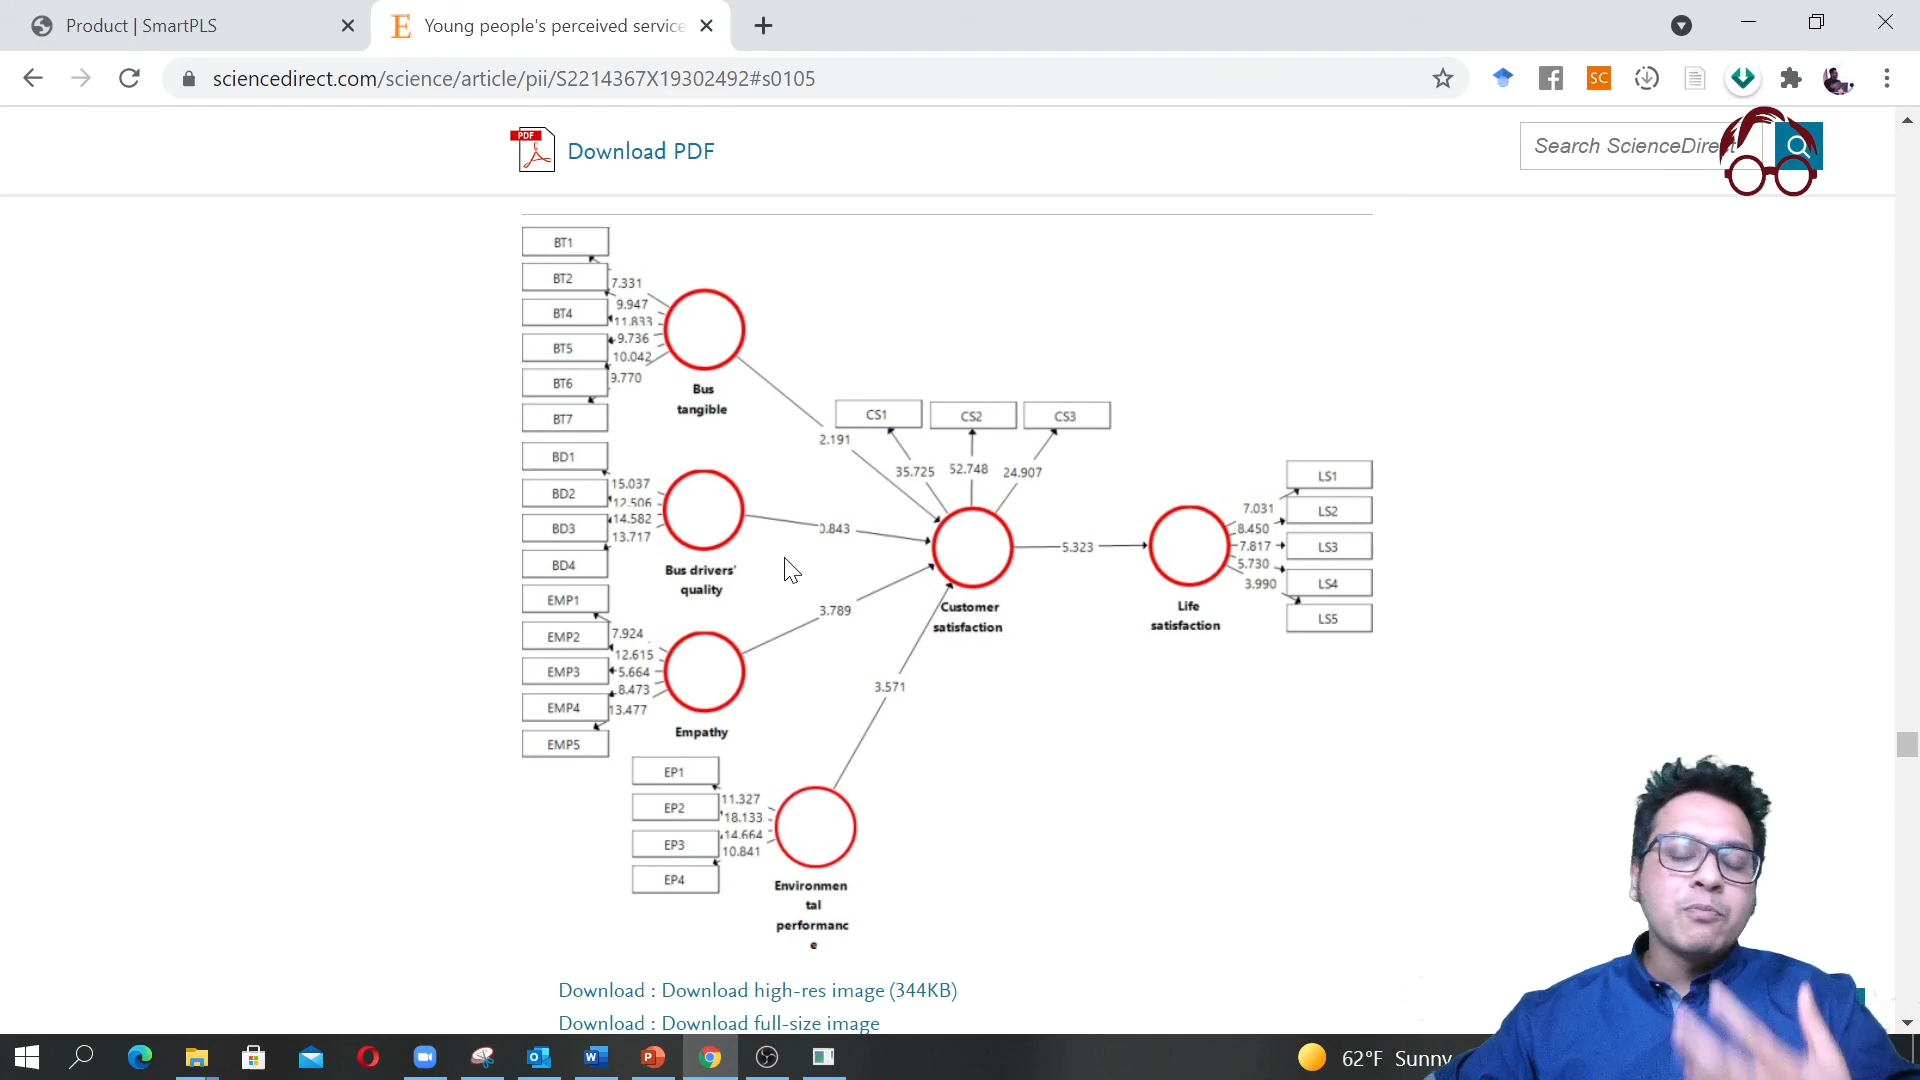 Product | SmartPLS
Young people's perceived service
sciencedirect.com/science/article/pii/S2214367X19302492#s0105
SC
PDF
Download PDF
Search ScienceDirect
BT1
BT2
BT4
BT5
BT6
BT7
7.331
9.947
11.833
9.736
10.042
9.770
Bus
tangible
BD1
BD2
BD3
BD4
15.037
12.506
14.582
13.717
Bus drivers'
quality
EMP1
EMP2
EMP3
EMP4
EMP5
7.924
12.615
5.664
8.473
13.477
Empathy
EP1
EP2
EP3
EP4
11.327
18.133
14.664
10.841
Environmen
tal
performanc
e
2.191
0.843
3.789
3.571
CS1 CS2 CS3
35.725 52.748 24.907
Customer
satisfaction
5.323
Life
satisfaction
7.031
8.450
7.817
5.730
3.990
LS1
LS2
LS3
LS4
LS5
Download : Download high-res image (344KB)
Download : Download full-size image
62°F Sunny